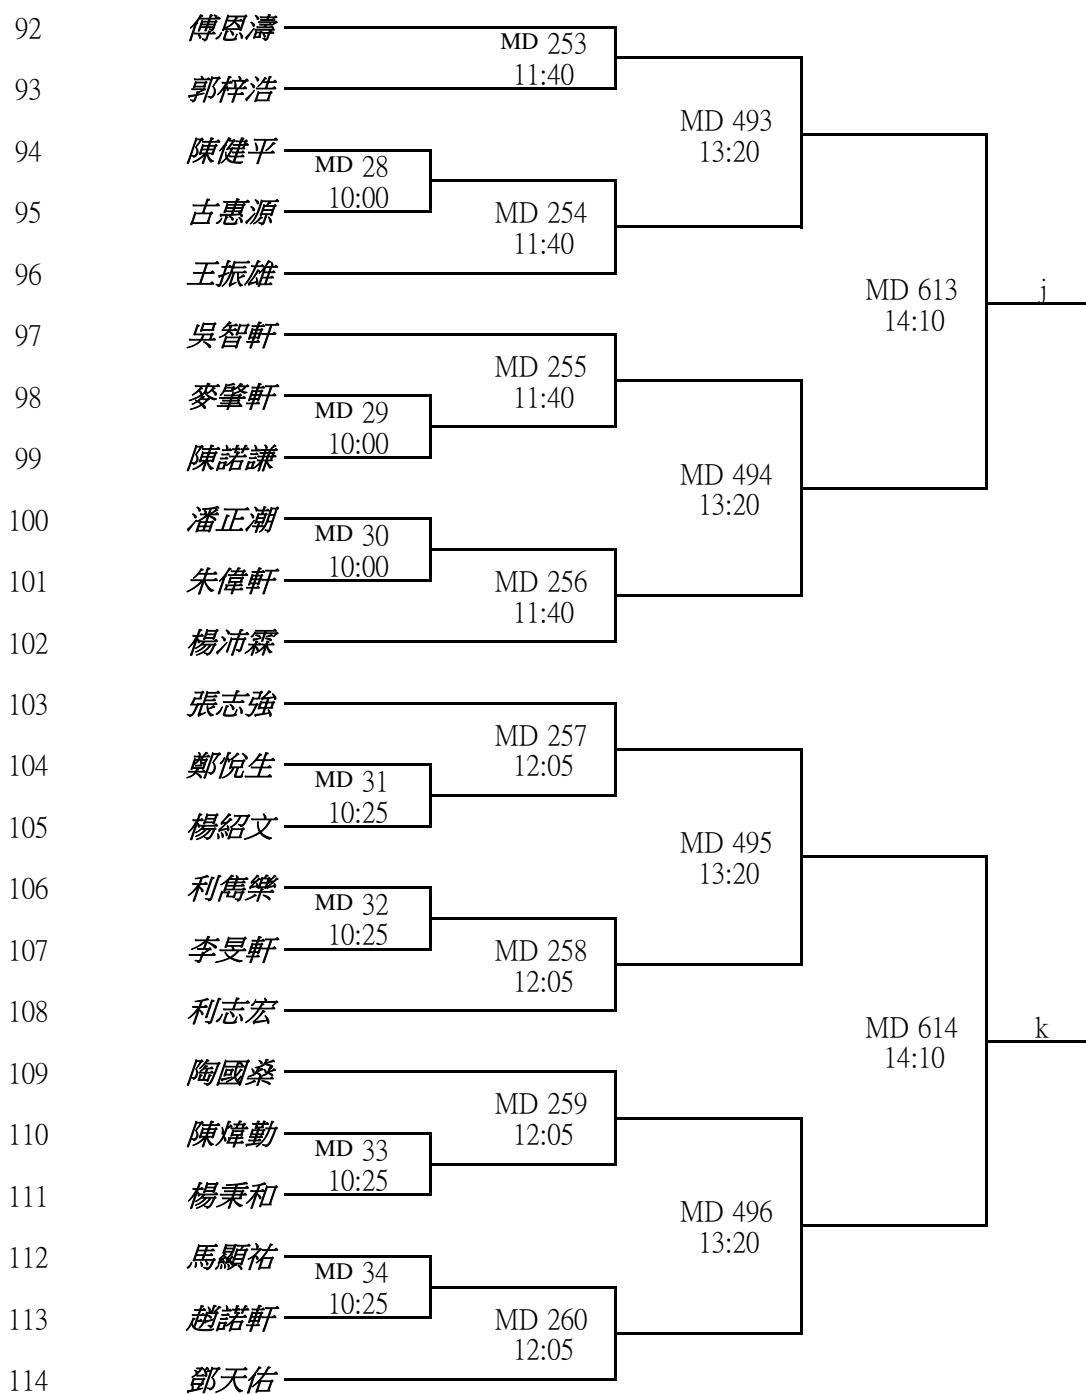 92 傅恩濤
MD 253
11:40
93 郭梓浩
MD 493
13:20
94 陳健平
MD 28
10:00
95 古惠源
MD 254
11:40
96 王振雄
MD 613
14:10
j
97 吳智軒
MD 255
11:40
98 麥肇軒
MD 29
10:00
99 陳諾謙
MD 494
13:20
100 潘正潮
MD 30
10:00
101 朱偉軒
MD 256
11:40
102 楊沛霖
103 張志強
MD 257
12:05
104 鄭悅生
MD 31
10:25
105 楊紹文
MD 495
13:20
106 利雋樂
MD 32
10:25
107 李旻軒
MD 258
12:05
108 利志宏
MD 614
14:10
k
109 陶國燊
MD 259
12:05
110 陳煒勤
MD 33
10:25
111 楊秉和
MD 496
13:20
112 馬顯祐
MD 34
10:25
113 趙諾軒
MD 260
12:05
114 鄧天佑